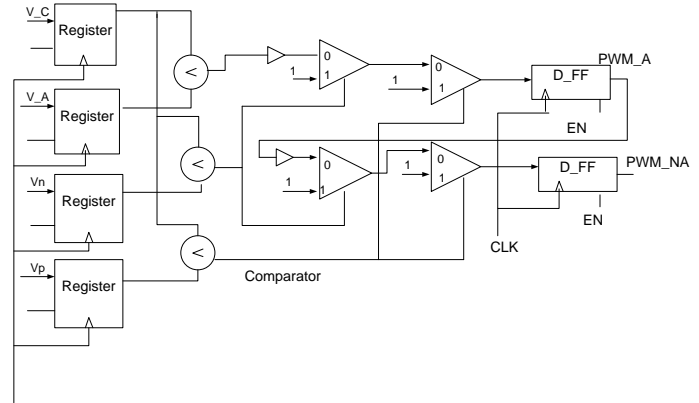 V_C
Register
<
0
1
1
0
1
1
D_FF
PWM_A
EN
V_A
Register
<
0
1
1
0
1
1
D_FF
PWM_NA
EN
Vn
Register
<
CLK
Comparator
Vp
Register